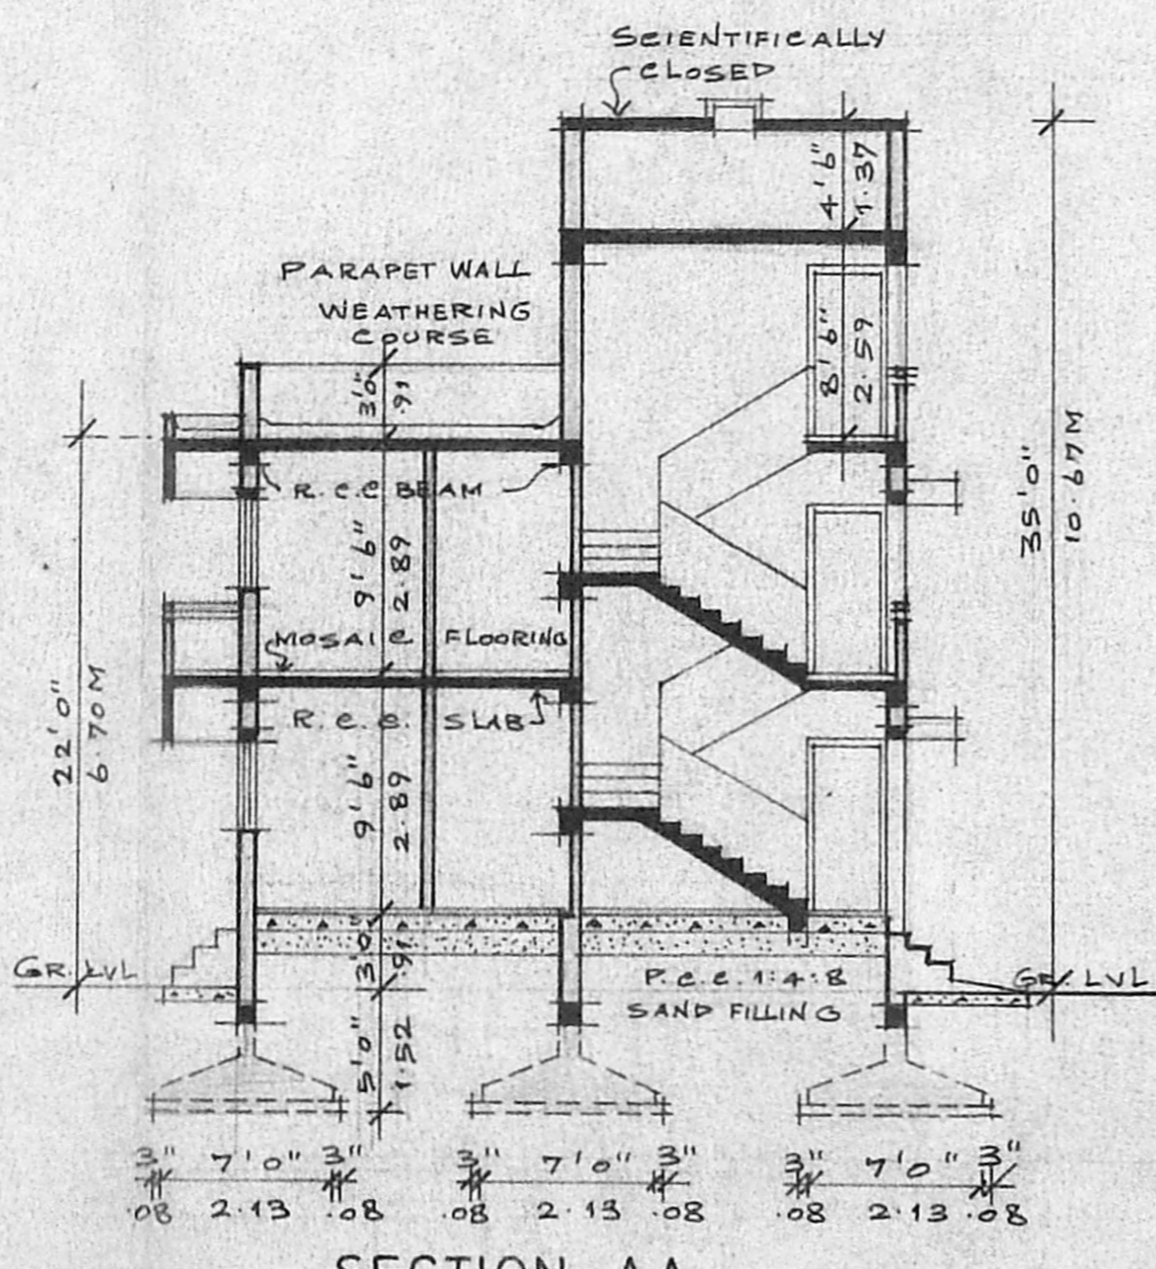 SCIENTIFICALLY
CLOSED
4'6"
1.37
PARAPET WALL
WEATHERING
COURSE
3'0"
.91
8'6"
2.59
R.C.C BEAM
9'6"
2.89
35'0"
10.67M
MOSAIC FLOORING
R.C.C. SLAB
22'0"
6.70M
9'6"
2.89
GR. LVL
3'0"
.91
P.C.C. 1:4:8
SAND FILLING
GR. LVL
5'0"
1.52
3" 7'0" 3" 3" 7'0" 3" 3" 7'0" 3"
.08 2.13 .08 .08 2.13 .08 .08 2.13 .08
SECTION AA